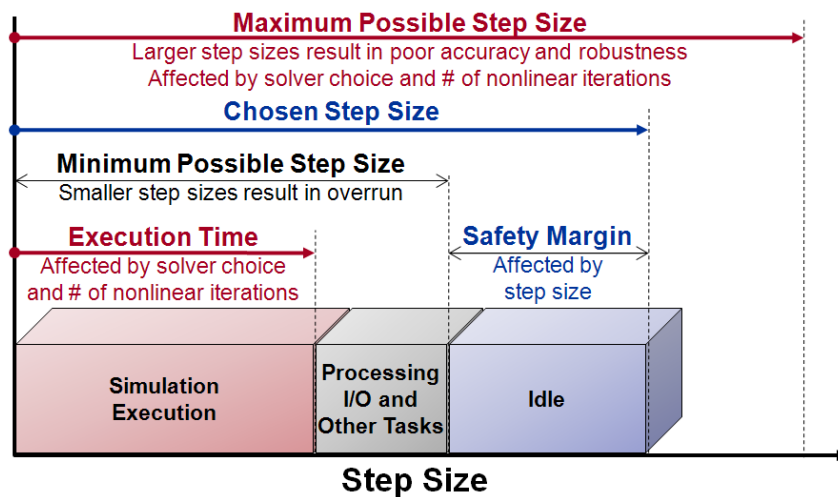 Maximum Possible Step Size
Larger step sizes result in poor accuracy and robustness
Affected by solver choice and # of nonlinear iterations
Chosen Step Size
Minimum Possible Step Size
Smaller step sizes result in overrun
Execution Time
Affected by solver choice
and # of nonlinear iterations
Safety Margin
Affected by
step size
Simulation
Execution
Processing
I/O and
Other Tasks
Idle
Step Size